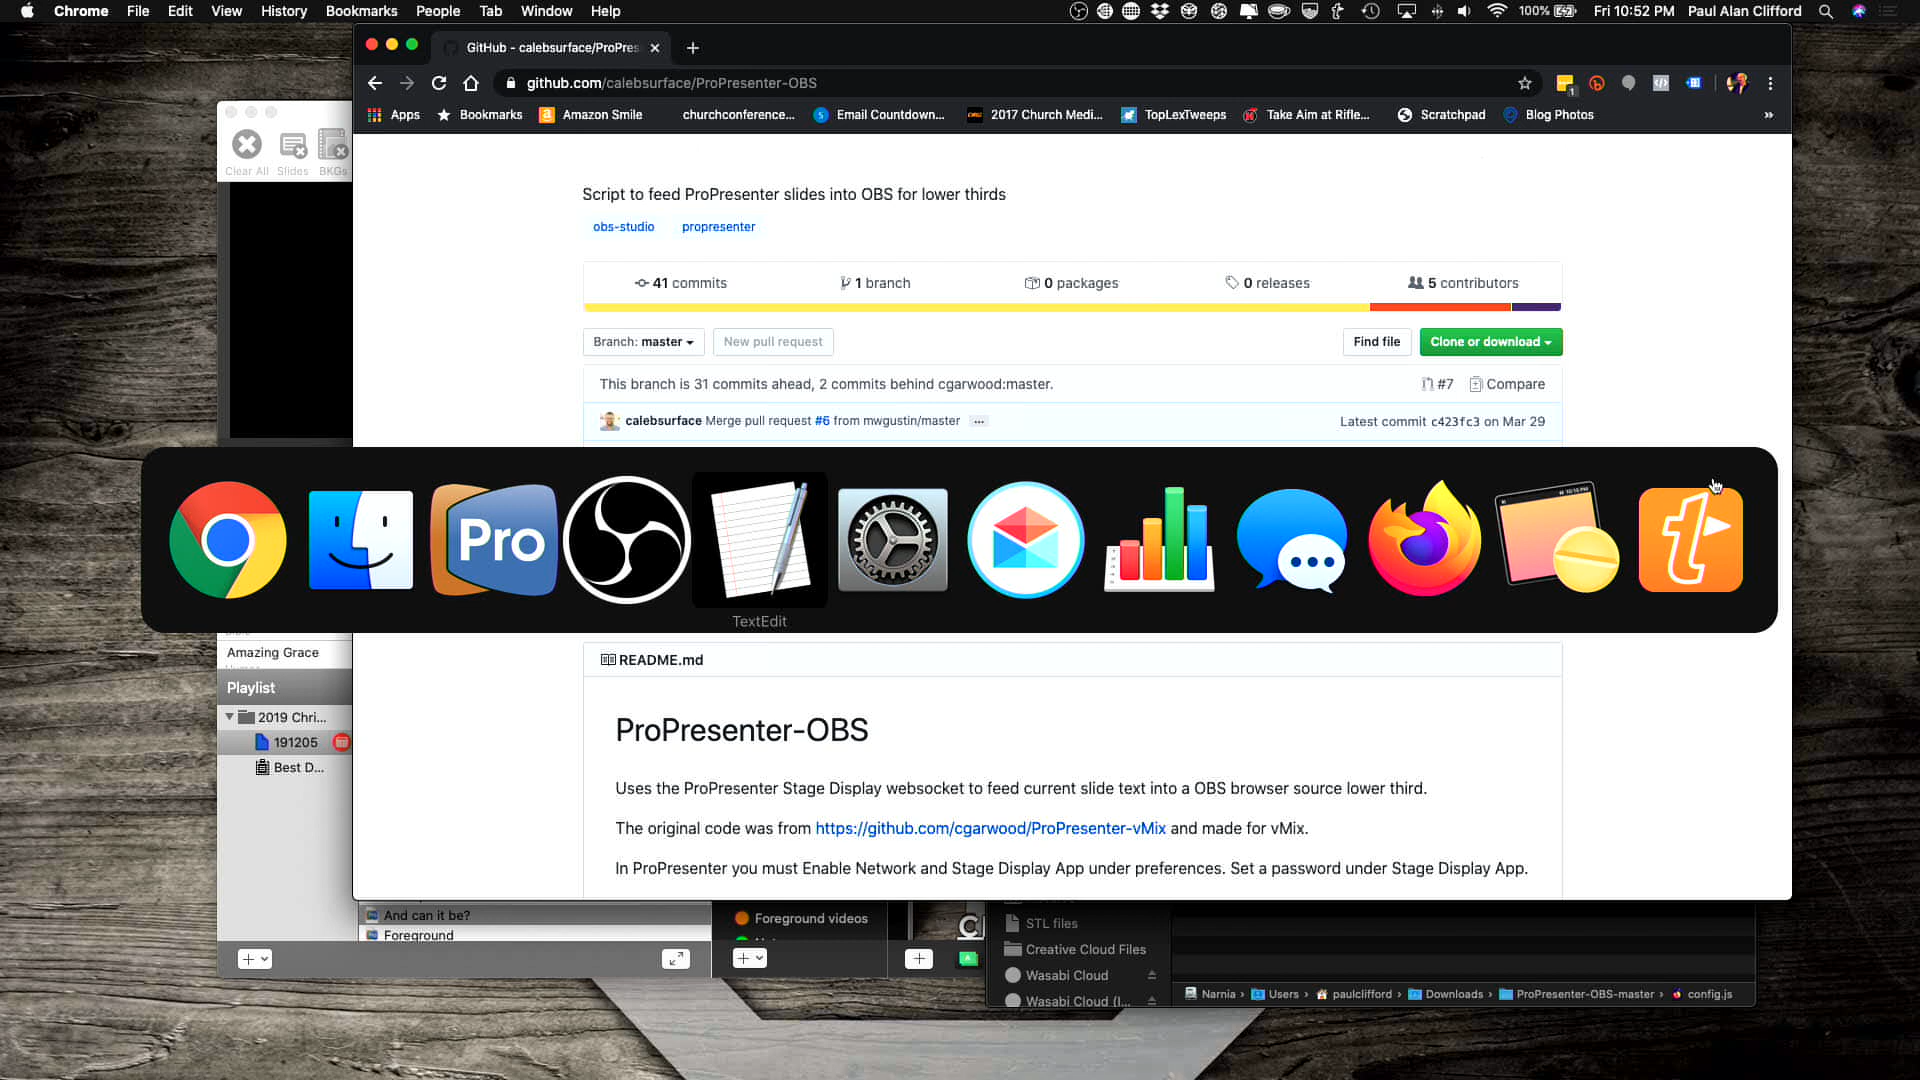 Chrome File Edit View History Bookmarks People Tab Window Help 100% Fri 10:52 PM Paul Alan Clifford
GitHub - calebsurface/ProPres
github.com/calebsurface/ProPresenter-OBS
1
Apps Bookmarks Amazon Smile churchconference... Email Countdown... 2017 Church Medi... TopLexTweeps Take Aim at Rifle... Scratchpad Blog Photos »
Clear All Slides BKGs
Script to feed ProPresenter slides into OBS for lower thirds
obs-studio propresenter
41 commits 1 branch 0 packages 0 releases 5 contributors
Branch: master New pull request Find file Clone or download
This branch is 31 commits ahead, 2 commits behind cgarwood:master. #7 Compare
calebsurface Merge pull request #6 from mwgustin/master ... Latest commit c423fc3 on Mar 29
Pro
TextEdit
Amazing Grace
Playlist
2019 Chri...
191205
Best D...
README.md
ProPresenter-OBS
Uses the ProPresenter Stage Display websocket to feed current slide text into a OBS browser source lower third.
The original code was from https://github.com/cgarwood/ProPresenter-vMix and made for vMix.
In ProPresenter you must Enable Network and Stage Display App under preferences. Set a password under Stage Display App.
And can it be?
Foreground
Foreground videos
STL files
Creative Cloud Files
Wasabi Cloud
Wasabi Cloud (I...
Narnia › Users › paulclifford › Downloads › ProPresenter-OBS-master › config.js